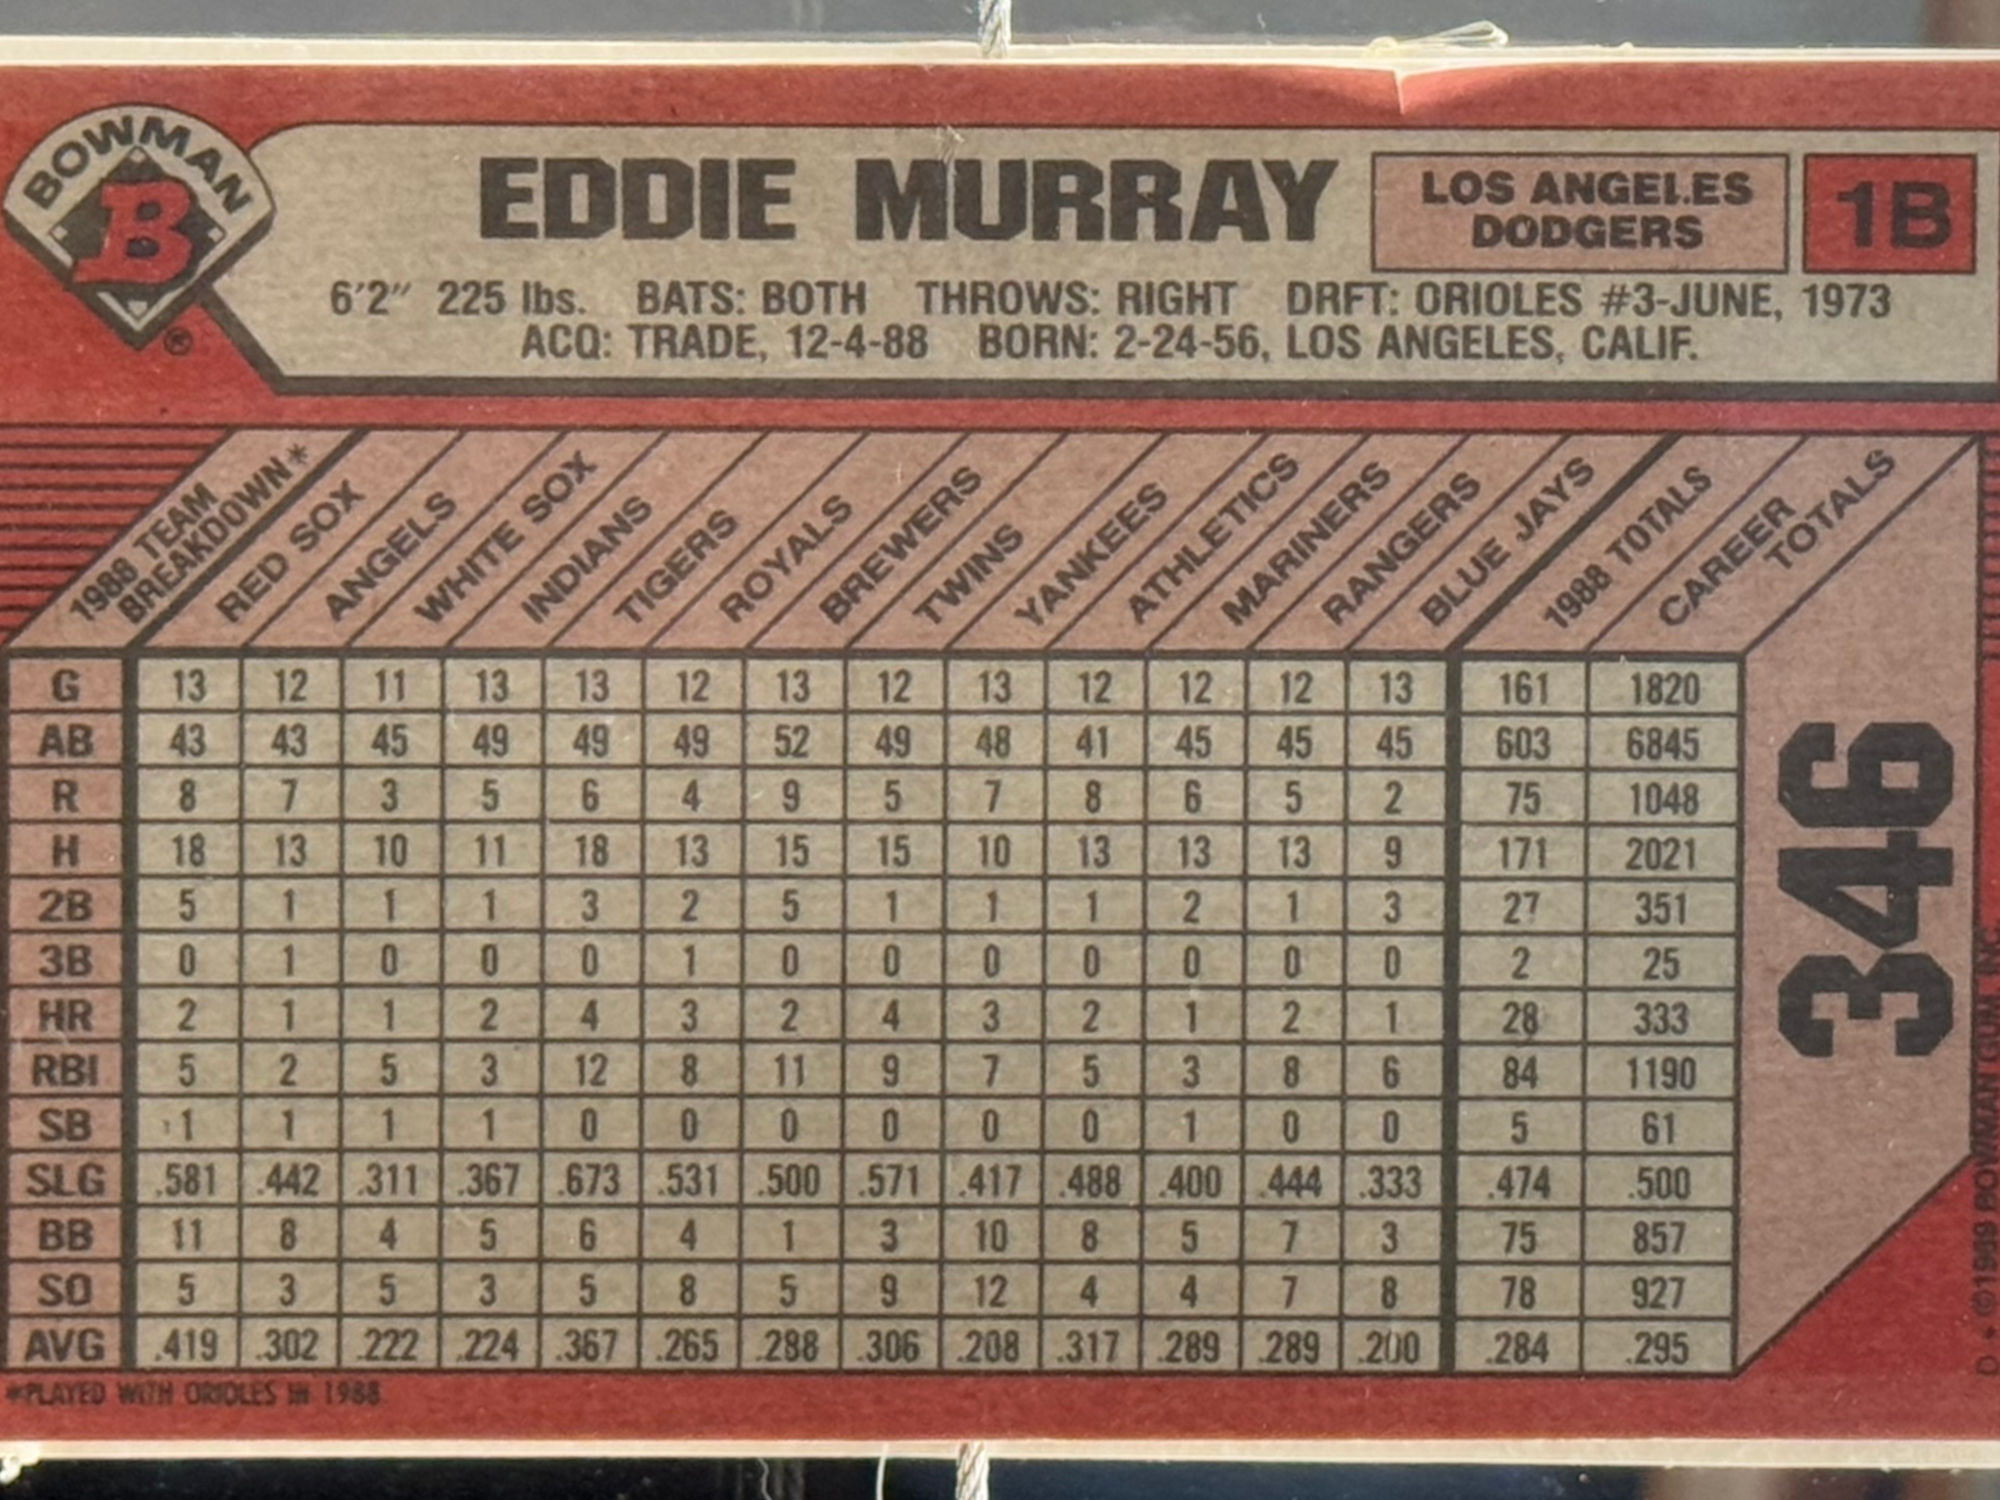 BOWMAN
B
®
EDDIE MURRAY
LOS ANGELES
DODGERS
1B
6'2" 225 lbs. BATS: BOTH THROWS: RIGHT DRFT: ORIOLES #3-JUNE, 1973
ACQ: TRADE, 12-4-88 BORN: 2-24-56, LOS ANGELES, CALIF.
1988 TEAM
BREAKDOWN* RED SOX ANGELS WHITE SOX INDIANS TIGERS ROYALS BREWERS TWINS YANKEES ATHLETICS MARINERS RANGERS BLUE JAYS 1988 TOTALS CAREER
TOTALS
G 13 12 11 13 13 12 13 12 13 12 12 12 13 161 1820
AB 43 43 45 49 49 49 52 49 48 41 45 45 45 603 6845
R 8 7 3 5 6 4 9 5 7 8 6 5 2 75 1048
H 18 13 10 11 18 13 15 15 10 13 13 13 9 171 2021
2B 5 1 1 1 3 2 5 1 1 1 2 1 3 27 351
3B 0 1 0 0 0 1 0 0 0 0 0 0 0 2 25
HR 2 1 1 2 4 3 2 4 3 2 1 2 1 28 333
RBI 5 2 5 3 12 8 11 9 7 5 3 8 6 84 1190
SB 1 1 1 1 0 0 0 0 0 0 1 0 0 5 61
SLG .581 .442 .311 .367 .673 .531 .500 .571 .417 .488 .400 .444 .333 .474 .500
BB 11 8 4 5 6 4 1 3 10 8 5 7 3 75 857
SO 5 3 5 3 5 8 5 9 12 4 4 7 8 78 927
AVG .419 .302 .222 .224 .367 .265 .288 .306 .208 .317 .289 .289 .200 .284 .295
*PLAYED WITH ORIOLES IN 1988
346
D * ©1989 BOWMAN GUM, INC.